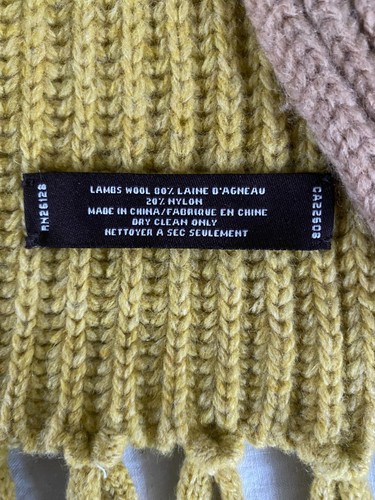 LAMBS WOOL 80% LAINE D'AGNEAU
20% NYLON
MADE IN CHINA/FABRIQUE EN CHINE
DRY CLEAN ONLY
NETTOYER A SEC SEULEMENT
RN26128
CA22608